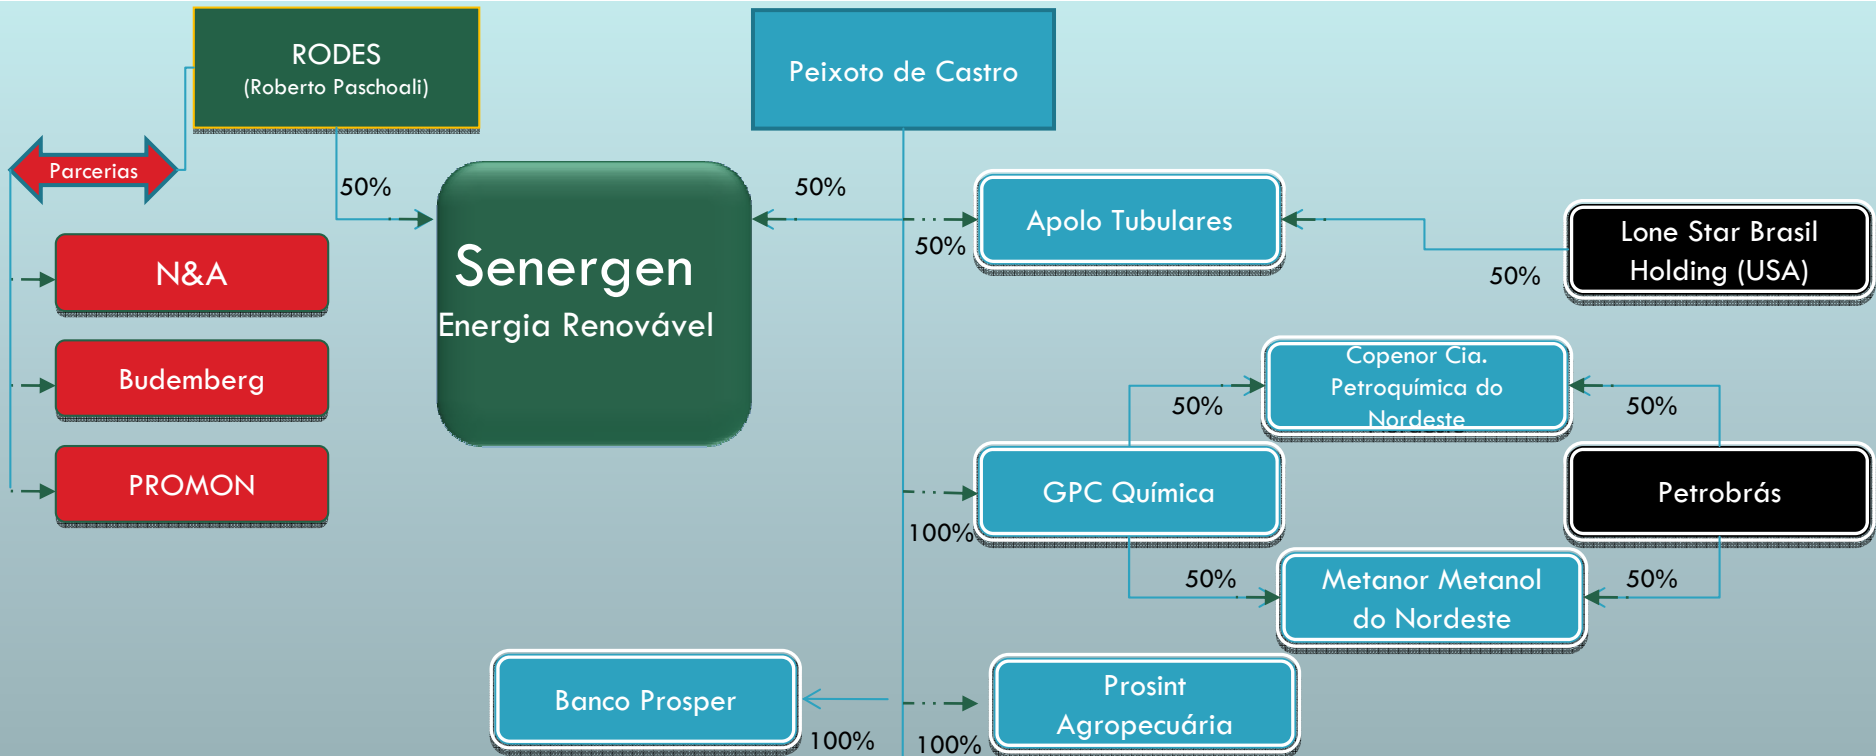 RODES
(Roberto Paschoali)
Peixoto de Castro
Parcerias
50%
50%
50%
Apolo Tubulares
Lone Star Brasil
Holding (USA)
50%
N&A
Senergen
Energia Renovável
Budemberg
PROMON
Copenor Cia.
Petroquímica do
Nordeste
50%
50%
GPC Química
100%
Petrobrás
50%
Metanor Metanol
do Nordeste
50%
Banco Prosper
100%
Prosint
Agropecuária
100%